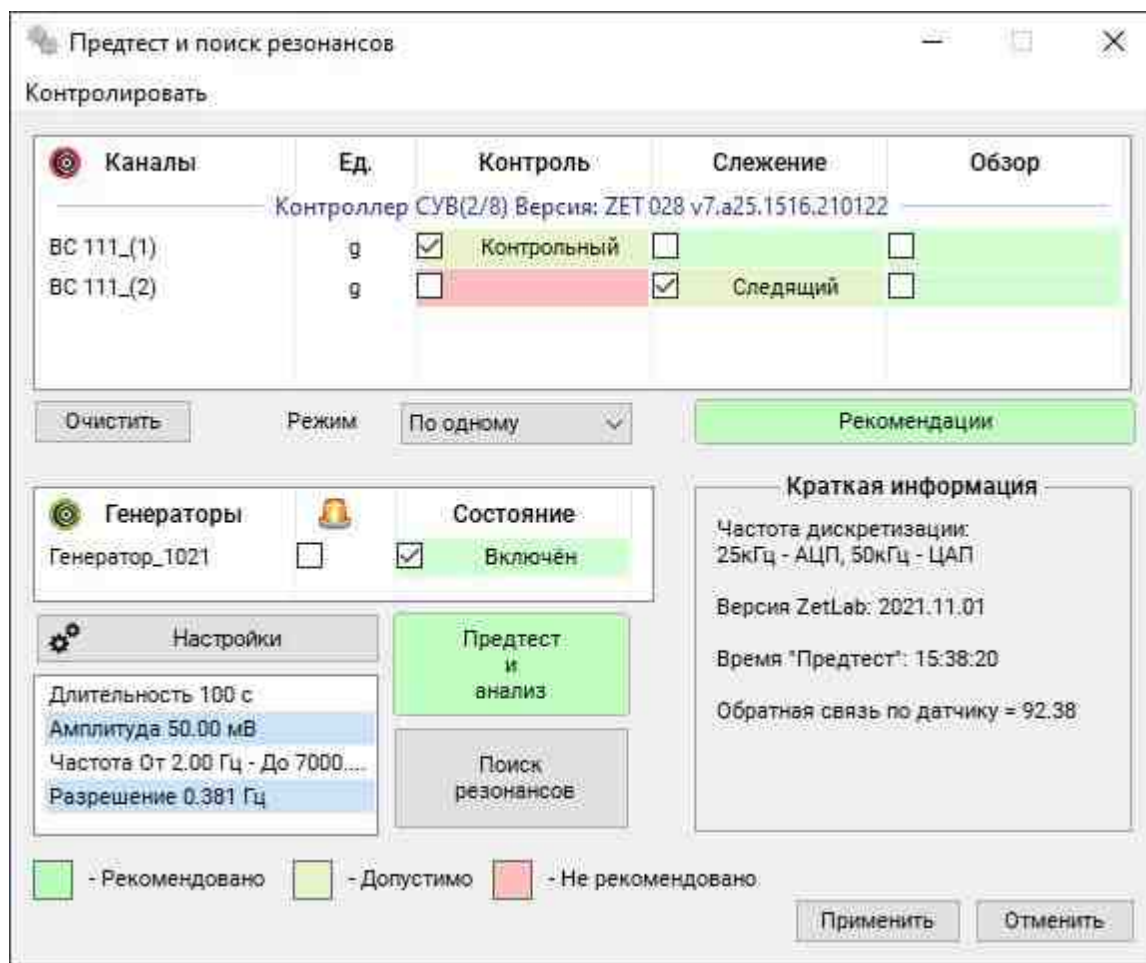 Предтест и поиск резонансов
Контролировать
Каналы Ед. Контроль Слежение Обзор
Контроллер СУВ(2/8) Версия: ZET 028 v7.a25.1516.210122
ВС 111_(1) g Контрольный
ВС 111_(2) g Следящий
Очистить Режим По одному Рекомендации
Генераторы Состояние
Генератор_1021 Включён
Настройки
Длительность 100 с
Амплитуда 50.00 мВ
Частота От 2.00 Гц - До 7000....
Разрешение 0.381 Гц
Предтест
и
анализ
Поиск
резонансов
Краткая информация
Частота дискретизации:
25кГц - АЦП, 50кГц - ЦАП
Версия ZetLab: 2021.11.01
Время "Предтест": 15:38:20
Обратная связь по датчику = 92.38
- Рекомендовано - Допустимо - Не рекомендовано
Применить Отменить